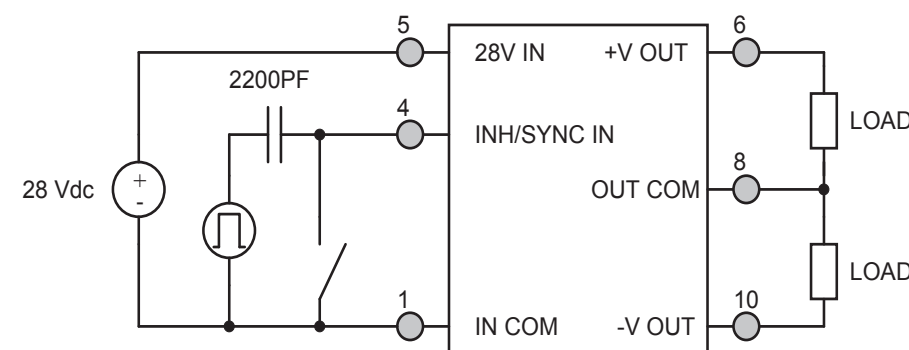 5
6
28V IN
+V OUT
2200PF
4
INH/SYNC IN
LOAD
8
28 Vdc
+
-
OUT COM
LOAD
1
10
IN COM
-V OUT